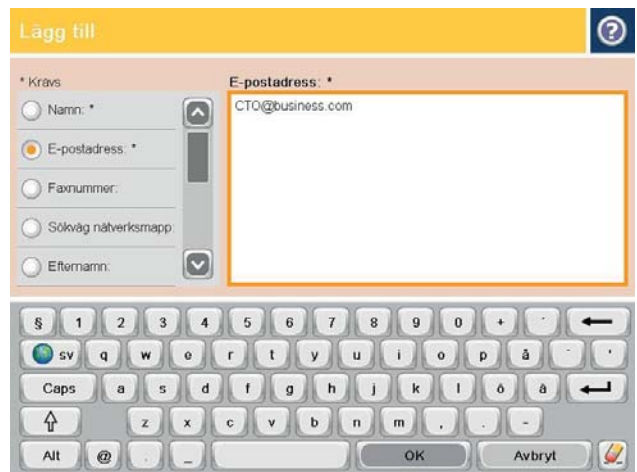 Lägg till
* Krävs
E-postadress: *
Namn: *
CTO@business.com
E-postadress: *
Faxnummer:
Sökväg nätverksmapp:
Efternamn:
§ 1 2 3 4 5 6 7 8 9 0 + ´
sv q w e r t y u i o p å ¨ '
Caps a s d f g h j k l ö ä
z x c v b n m , . -
Alt @ . _ OK Avbryt